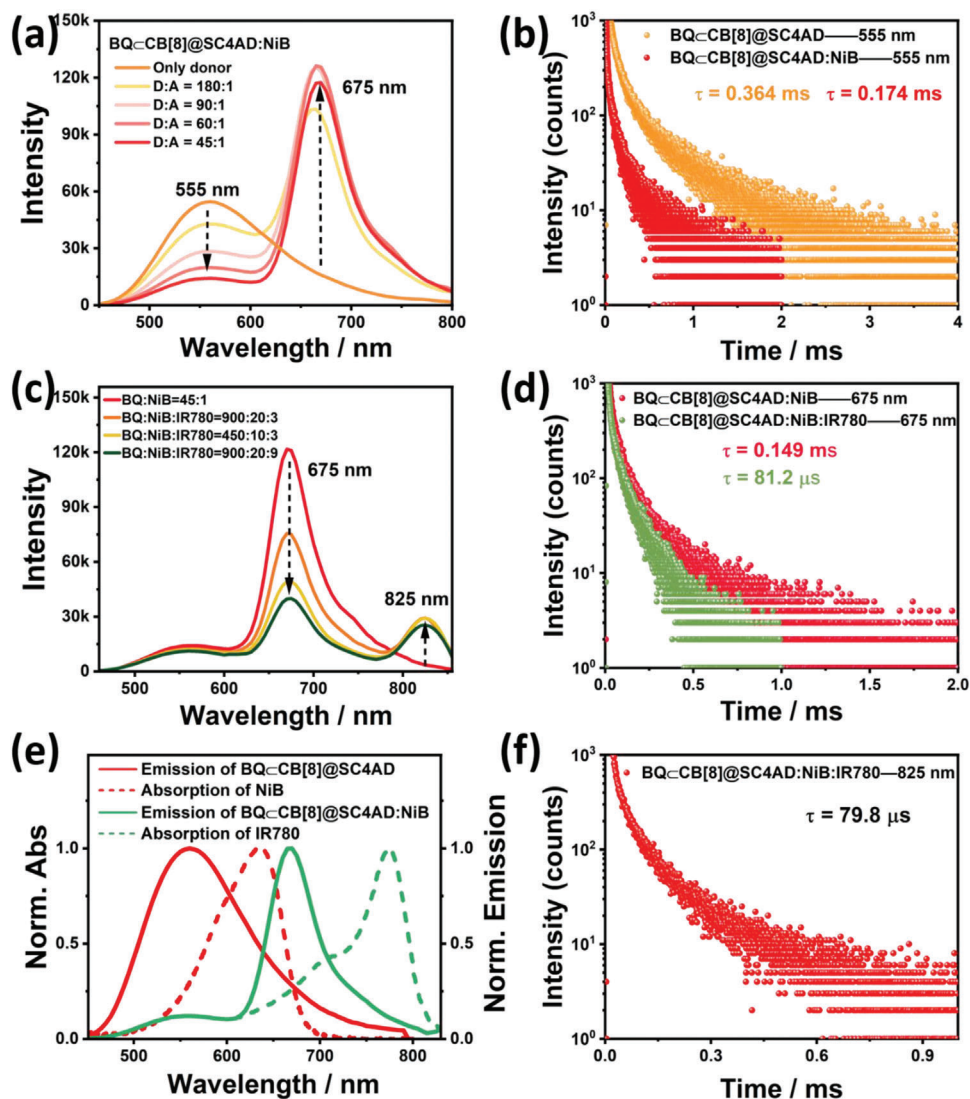 (a)
BQ⊂CB[8]@SC4AD:NiB
Only donor
D:A = 180:1
D:A = 90:1
D:A = 60:1
D:A = 45:1
555 nm
675 nm
150k
120k
90k
60k
30k
0
Intensity
500 600 700 800
Wavelength / nm
(b)
BQ⊂CB[8]@SC4AD——555 nm
BQ⊂CB[8]@SC4AD:NiB——555 nm
τ = 0.364 ms τ = 0.174 ms
10³
10²
10¹
10⁰
Intensity (counts)
0 1 2 3 4
Time / ms
(c)
BQ:NiB=45:1
BQ:NiB:IR780=900:20:3
BQ:NiB:IR780=450:10:3
BQ:NiB:IR780=900:20:9
675 nm
825 nm
150k
120k
90k
60k
30k
0
Intensity
500 600 700 800
Wavelength / nm
(d)
BQ⊂CB[8]@SC4AD:NiB——675 nm
BQ⊂CB[8]@SC4AD:NiB:IR780——675 nm
τ = 0.149 ms
τ = 81.2 μs
10³
10²
10¹
10⁰
Intensity (counts)
0.0 0.5 1.0 1.5 2.0
Time / ms
(e)
Emission of BQ⊂CB[8]@SC4AD
Absorption of NiB
Emission of BQ⊂CB[8]@SC4AD:NiB
Absorption of IR780
1.0
0.5
0.0
Norm. Abs
1.0
0.5
0.0
Norm. Emission
500 600 700 800
Wavelength / nm
(f)
BQ⊂CB[8]@SC4AD:NiB:IR780—825 nm
τ = 79.8 μs
10³
10²
10¹
10⁰
Intensity (counts)
0.0 0.3 0.6 0.9
Time / ms